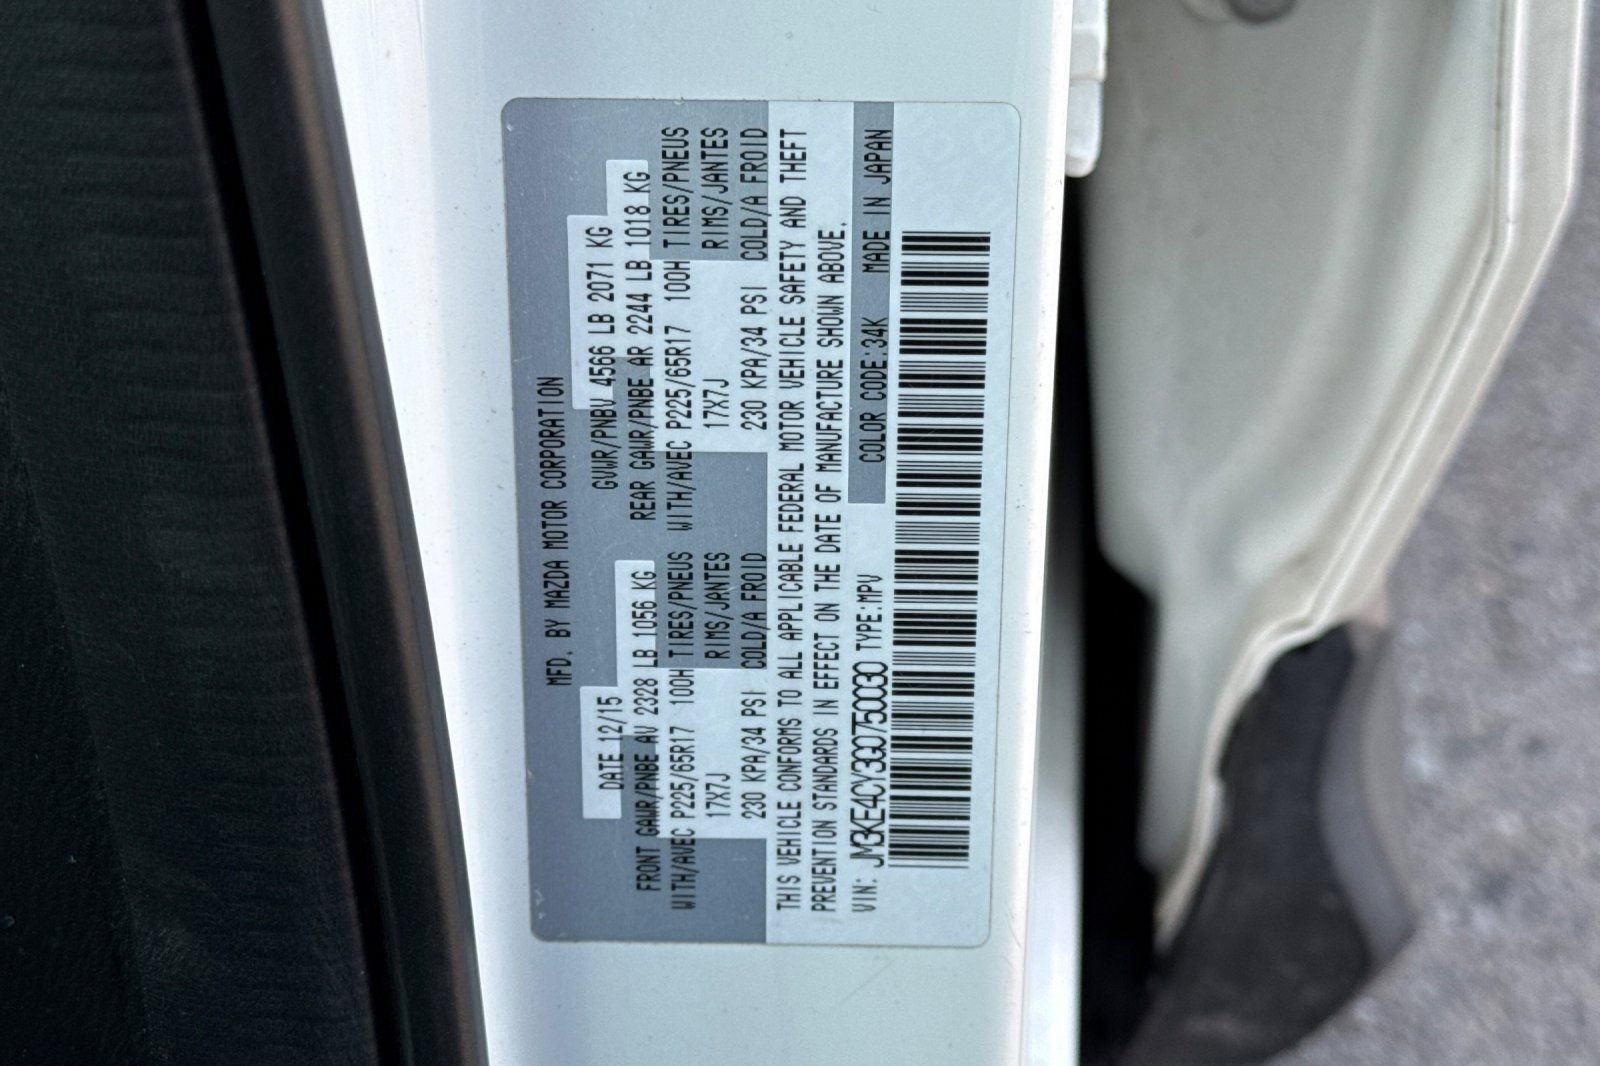 MFD. BY MAZDA MOTOR CORPORATION
DATE 12/15 GVWR/PNBV 4566 LB 2071 KG
FRONT GAWR/PNBE AV 2328 LB 1056 KG REAR GAWR/PNBE AR 2244 LB 1018 KG
WITH/AVEC P225/65R17 100H TIRES/PNEUS WITH/AVEC P225/65R17 100H TIRES/PNEUS
17X7J RIMS/JANTES 17X7J RIMS/JANTES
230 KPA/34 PSI COLD/A FROID 230 KPA/34 PSI COLD/A FROID
THIS VEHICLE CONFORMS TO ALL APPLICABLE FEDERAL MOTOR VEHICLE SAFETY AND THEFT
PREVENTION STANDARDS IN EFFECT ON THE DATE OF MANUFACTURE SHOWN ABOVE.
VIN: JM3KE4CY3G0750030 TYPE:MPV COLOR CODE:34K MADE IN JAPAN